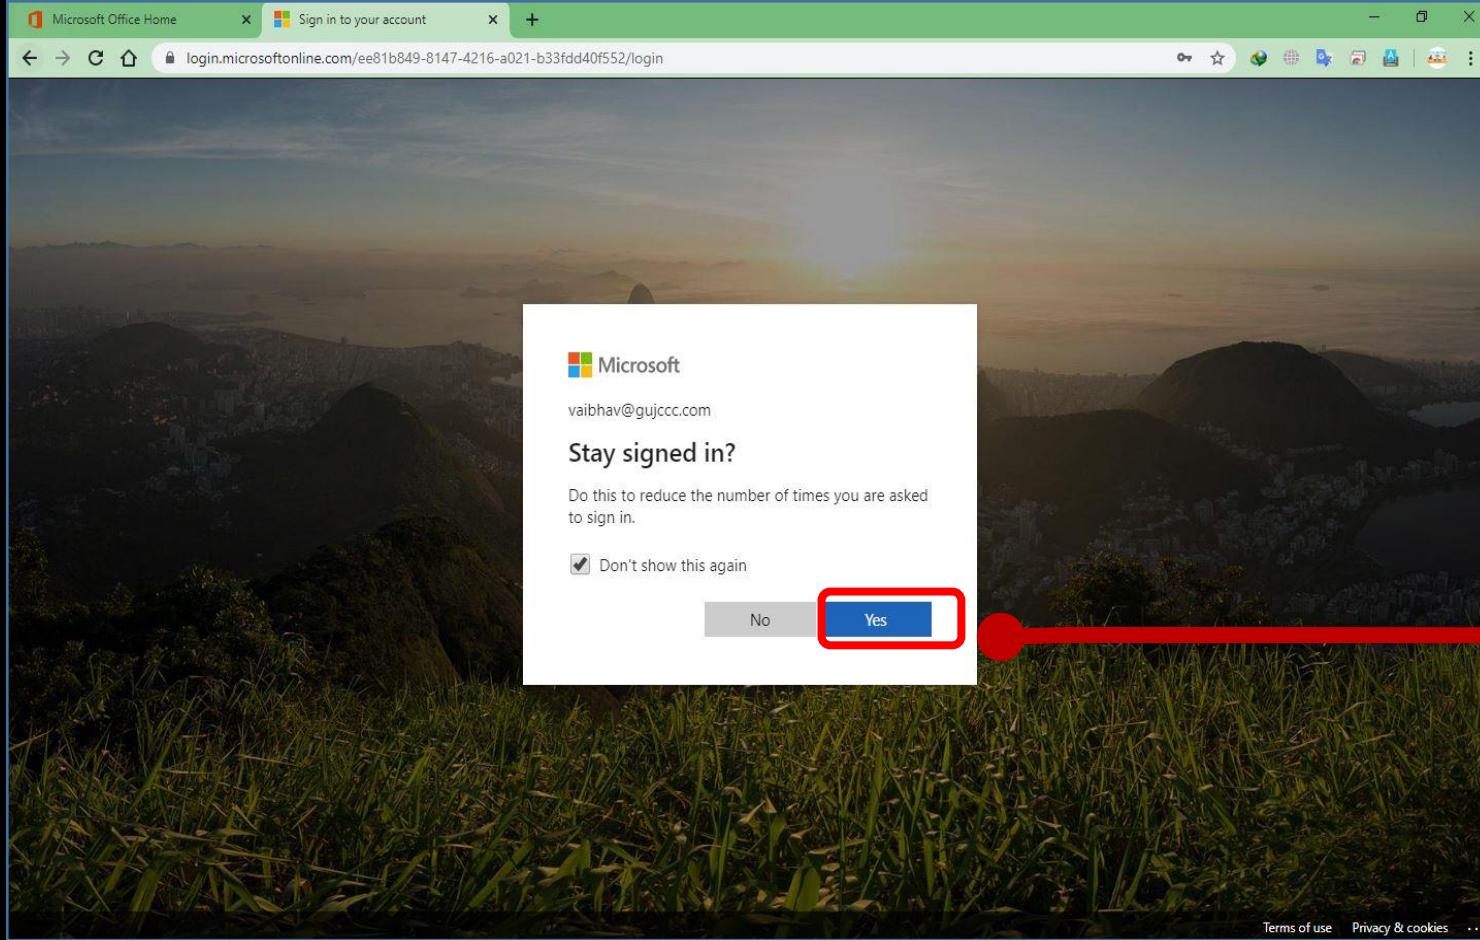 Microsoft Office Home
Sign in to your account
login.microsoftonline.com/ee81b849-8147-4216-a021-b33fdd40f552/login
Microsoft
vaibhav@gujccc.com
Stay signed in?
Do this to reduce the number of times you are asked
to sign in.
Don't show this again
No
Yes
Terms of use Privacy & cookies